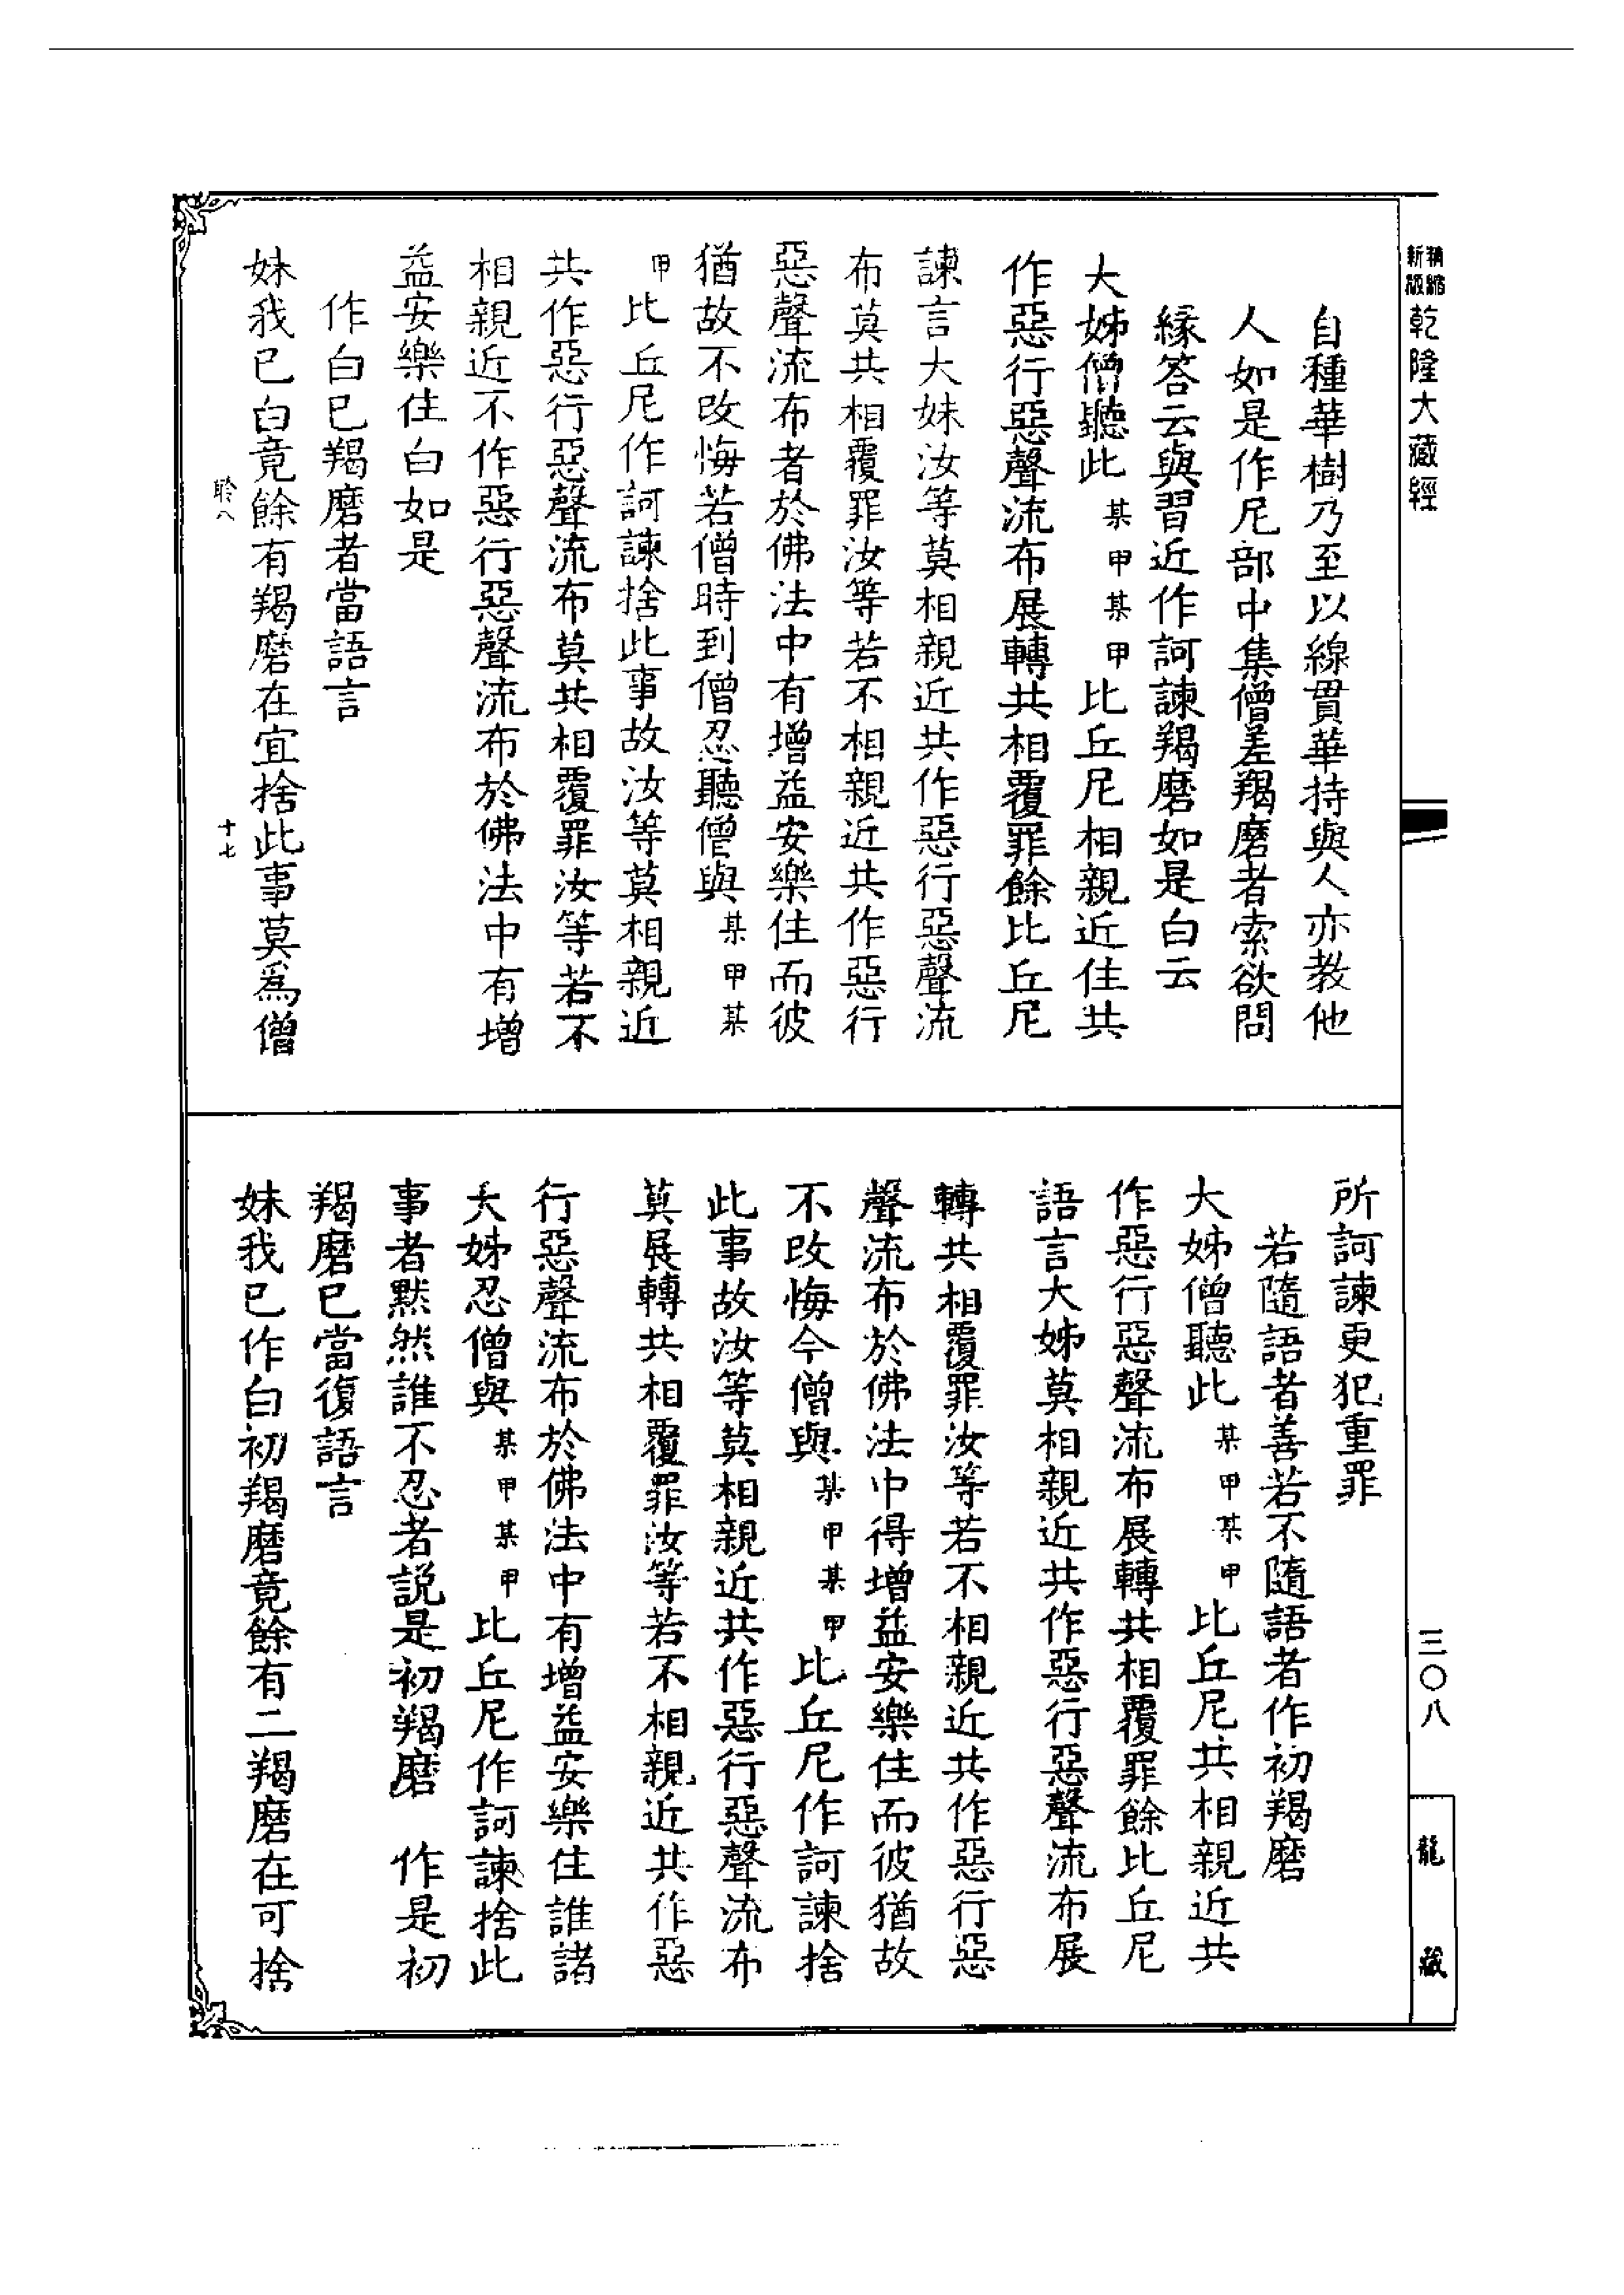 精縮新版乾隆大藏經
自種華樹乃至以線貫華持與人亦教他
人如是作尼部中集僧差羯磨者索欲問
緣答云與習近作訶諫羯磨如是白云
大姊僧聽此某甲某甲比丘尼相親近住共
作惡行惡聲流布展轉共相覆罪餘比丘尼
諫言大妹汝等莫相親近共作惡行惡聲流
布莫共相覆罪汝等若不相親近共作惡行
惡聲流布者於佛法中有增益安樂住而彼
猶故不改悔若僧時到僧忍聽僧與某甲某
甲比丘尼作訶諫捨此事故汝等莫相親近
共作惡行惡聲流布莫共相覆罪汝等若不
相親近不作惡行惡聲流布於佛法中有增
益安樂住白如是
作白已羯磨者當語言
妹我已白竟餘有羯磨在宜捨此事莫爲僧
聆八 十七
所訶諫更犯重罪
若隨語者善若不隨語者作初羯磨
大姊僧聽此某甲某甲比丘尼共相親近共
作惡行惡聲流布展轉共相覆罪餘比丘尼
語言大姊莫相親近共作惡行惡聲流布展
轉共相覆罪汝等若不相親近共作惡行惡
聲流布於佛法中得增益安樂住而彼猶故
不改悔今僧與某甲某甲比丘尼作訶諫捨
此事故汝等莫相親近共作惡行惡聲流布
莫展轉共相覆罪汝等若不相親近共作惡
行惡聲流布於佛法中有增益安樂住誰諸
大姊忍僧與某甲某甲比丘尼作訶諫捨此
事者默然誰不忍者説是初羯磨 作是初
羯磨已當復語言
妹我已作白初羯磨竟餘有二羯磨在可捨
三〇八
龍藏